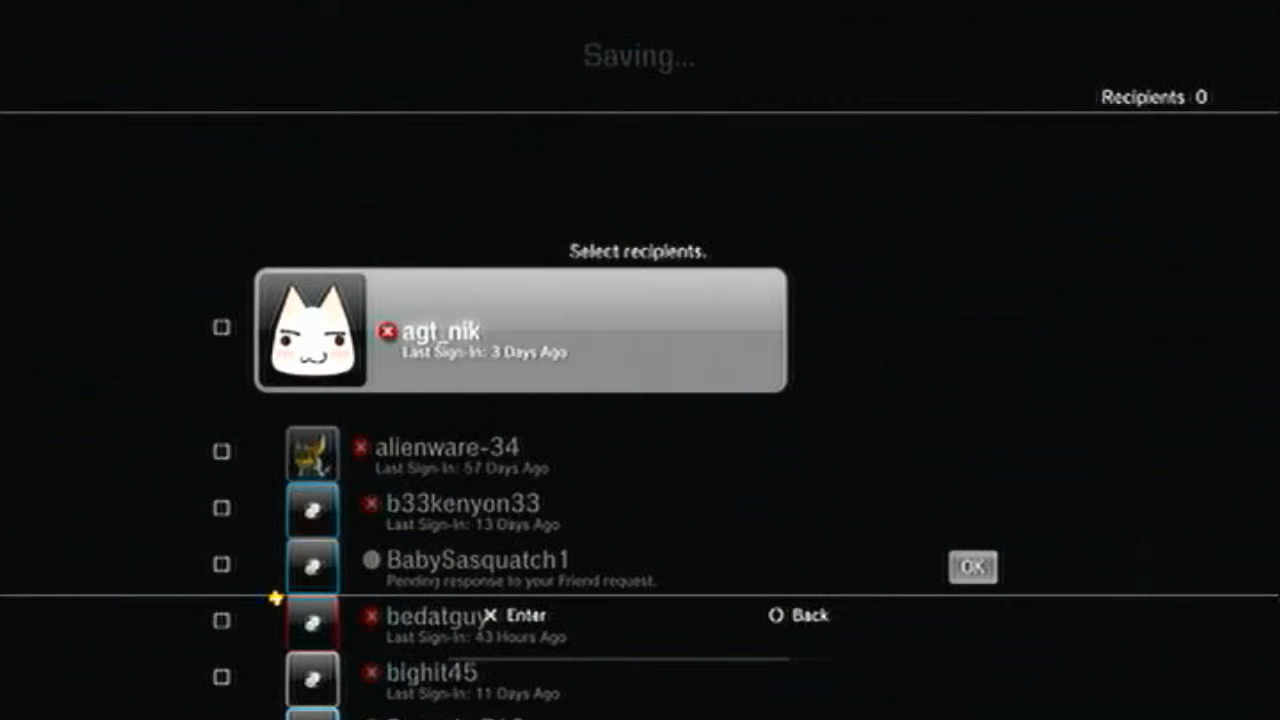 Saving...
Recipients 0
Select recipients.
agt_nik
Last Sign-In: 3 Days Ago
alienware-34
Last Sign-In: 57 Days Ago
b33kenyon33
Last Sign-In: 13 Days Ago
BabySasquatch1
Pending response to your Friend request.
OK
bedatguy
Enter
Back
Last Sign-In: 43 Hours Ago
bighit45
Last Sign-In: 11 Days Ago